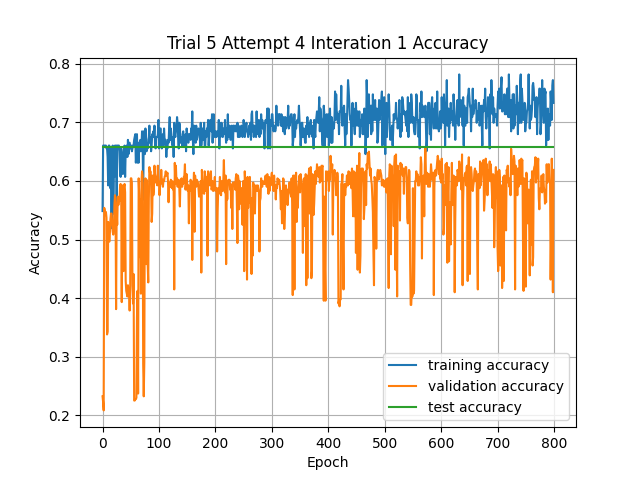 Trial 5 Attempt 4 Interation 1 Accuracy
0.8
0.7
0.6
0.5
0.4
0.3
0.2
Accuracy
0 100 200 300 400 500 600 700 800
Epoch
training accuracy
validation accuracy
test accuracy